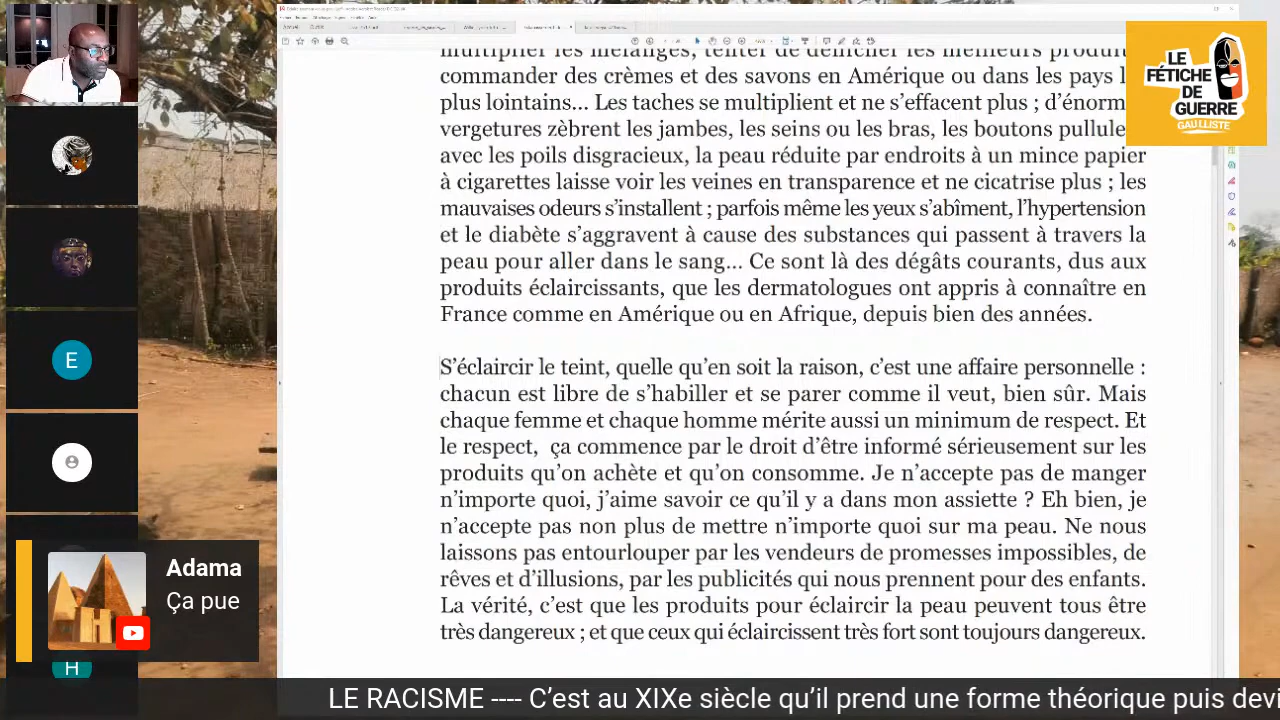 LE
FÉTICHE
DE
GUERRE
GAULLISTE
multiplier les mélanges, tenter de dénicher les meilleurs produit
commander des crèmes et des savons en Amérique ou dans les pays l
plus lointains… Les taches se multiplient et ne s’effacent plus ; d’énorm
vergetures zèbrent les jambes, les seins ou les bras, les boutons pullule
avec les poils disgracieux, la peau réduite par endroits à un mince papier
à cigarettes laisse voir les veines en transparence et ne cicatrise plus ; les
mauvaises odeurs s’installent ; parfois même les yeux s’abîment, l’hypertension
et le diabète s’aggravent à cause des substances qui passent à travers la
peau pour aller dans le sang… Ce sont là des dégâts courants, dus aux
produits éclaircissants, que les dermatologues ont appris à connaître en
France comme en Amérique ou en Afrique, depuis bien des années.
S’éclaircir le teint, quelle qu’en soit la raison, c’est une affaire personnelle :
chacun est libre de s’habiller et se parer comme il veut, bien sûr. Mais
chaque femme et chaque homme mérite aussi un minimum de respect. Et
le respect, ça commence par le droit d’être informé sérieusement sur les
produits qu’on achète et qu’on consomme. Je n’accepte pas de manger
n’importe quoi, j’aime savoir ce qu’il y a dans mon assiette ? Eh bien, je
n’accepte pas non plus de mettre n’importe quoi sur ma peau. Ne nous
laissons pas entourlouper par les vendeurs de promesses impossibles, de
rêves et d’illusions, par les publicités qui nous prennent pour des enfants.
La vérité, c’est que les produits pour éclaircir la peau peuvent tous être
très dangereux ; et que ceux qui éclaircissent très fort sont toujours dangereux.
E
Adama
Ça pue
H
LE RACISME ---- C’est au XIXe siècle qu’il prend une forme théorique puis devi